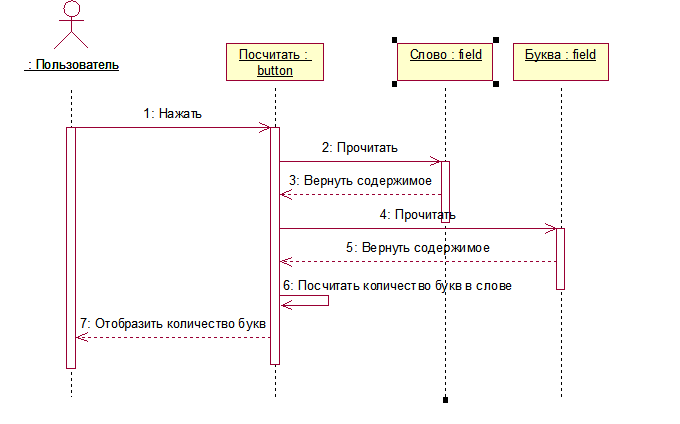 : Пользователь
Посчитать :
button
Слово : field
Буква : field
1: Нажать
2: Прочитать
3: Вернуть содержимое
4: Прочитать
5: Вернуть содержимое
6: Посчитать количество букв в слове
7: Отобразить количество букв